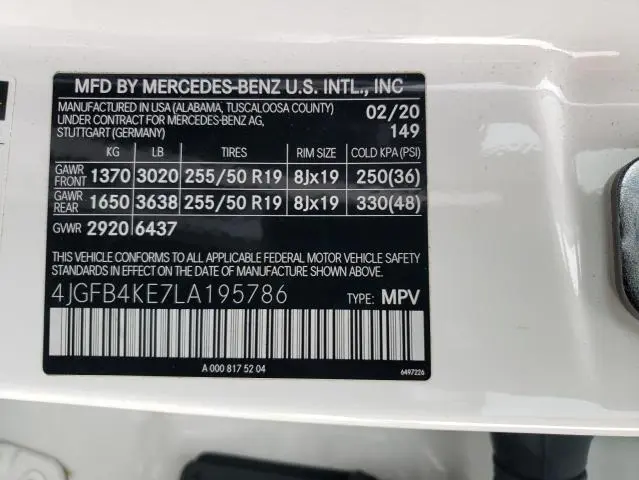 MFD BY MERCEDES-BENZ U.S. INTL., INC
MANUFACTURED IN USA (ALABAMA, TUSCALOOSA COUNTY) 02/20
UNDER CONTRACT FOR MERCEDES-BENZ AG,
STUTTGART (GERMANY) 149
KG LB TIRES RIM SIZE COLD KPA(PSI)
GAWR FRONT 1370 3020 255/50 R19 8Jx19 250(36)
GAWR REAR 1650 3638 255/50 R19 8Jx19 330(48)
GVWR 2920 6437
THIS VEHICLE CONFORMS TO ALL APPLICABLE FEDERAL MOTOR VEHICLE SAFETY
STANDARDS IN EFFECT ON THE DATE OF MANUFACTURE SHOWN ABOVE.
4JGFB4KE7LA195786 TYPE: MPV
A 000 817 52 04 6497226